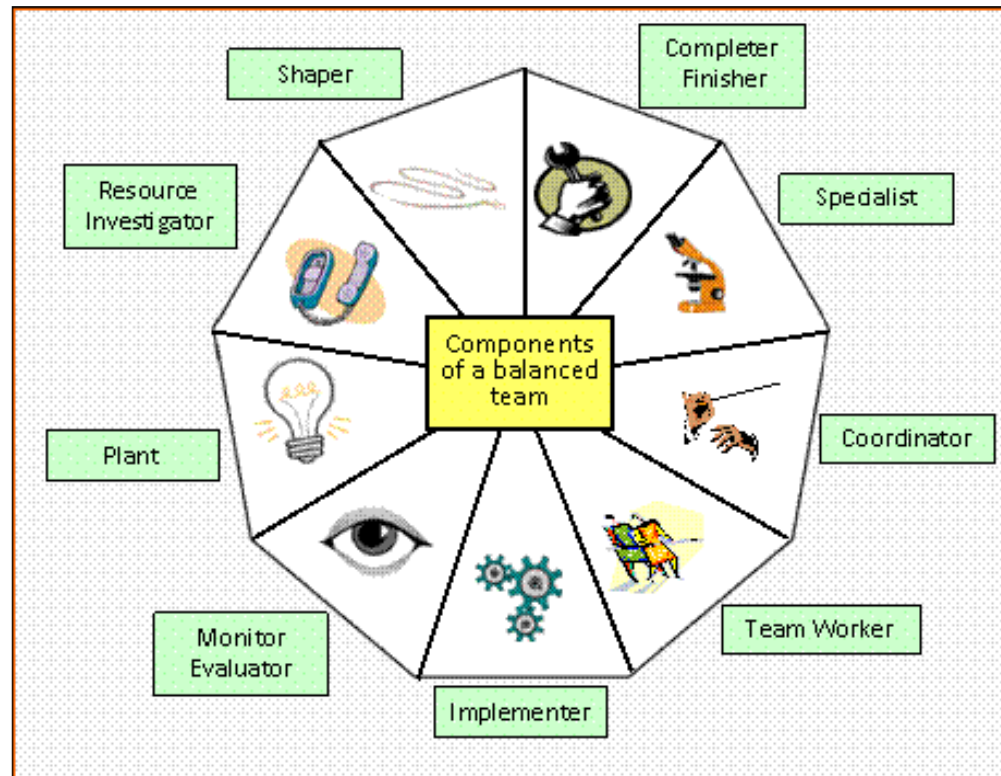 Shaper
Completer
Finisher
Resource
Investigator
Specialist
Components
of a balanced
team
Plant
Coordinator
Monitor
Evaluator
Team Worker
Implementer